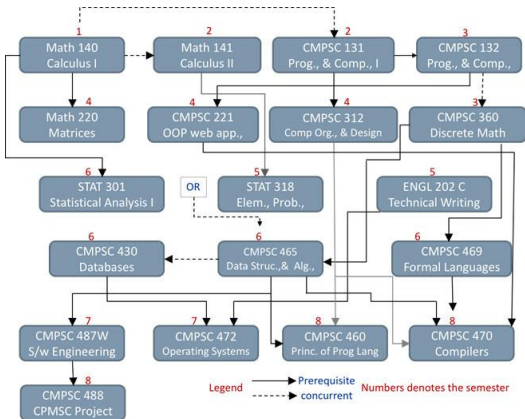 1
Math 140
Calculus I
2
Math 141
Calculus II
2
CMPSC 131
Prog., & Comp., I
3
CMPSC 132
Prog., & Comp.,
4
Math 220
Matrices
4
CMPSC 221
OOP web app.,
4
CMPSC 312
Comp Org., & Design
3
CMPSC 360
Discrete Math
6
STAT 301
Statistical Analysis I
OR
5
STAT 318
Elem., Prob.,
5
ENGL 202 C
Technical Writing
6
CMPSC 430
Databases
6
CMPSC 465
Data Struc.,& Alg.,
6
CMPSC 469
Formal Languages
7
CMPSC 487W
S/w Engineering
7
CMPSC 472
Operating Systems
8
CMPSC 460
Princ. of Prog Lang
8
CMPSC 470
Compilers
8
CMPSC 488
CPMSC Project
Legend
Prerequisite
concurrent
Numbers denotes the semester